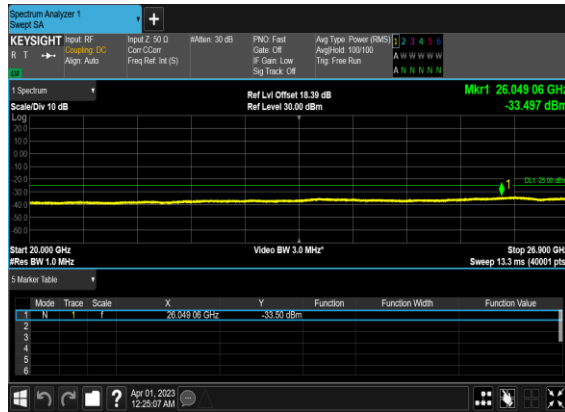 Spectrum Analyzer 1
Swept SA
+
KEYSIGHT Input: RF Input Z: 50 Ω #Atten: 30 dB PNO: Fast Avg Type: Power (RMS) 1 2 3 4 5 6
R T Coupling: DC Corr CCorr Gate: Off Avg|Hold: 100/100 A W W W W W
Align: Auto Freq Ref: Int (S) IF Gain: Low Trig: Free Run
Sig Track: Off A N N N N N
LU
1 Spectrum Ref Lvl Offset 18.39 dB Mkr1 26.049 06 GHz
Scale/Div 10 dB Ref Level 30.00 dBm -33.497 dBm
Log
20.0
10.0
0.00
-10.0
-20.0
-30.0
-40.0
-50.0
-60.0
1
DL1 -25.00 dBm
Start 20.000 GHz Video BW 3.0 MHz* Stop 26.900 GHz
#Res BW 1.0 MHz Sweep 13.3 ms (40001 pts)
5 Marker Table
Mode Trace Scale X Y Function Function Width Function Value
1 N 1 f 26.049 06 GHz -33.50 dBm
2
3
4
5
6
? Apr 01, 2023
12:25:07 AM